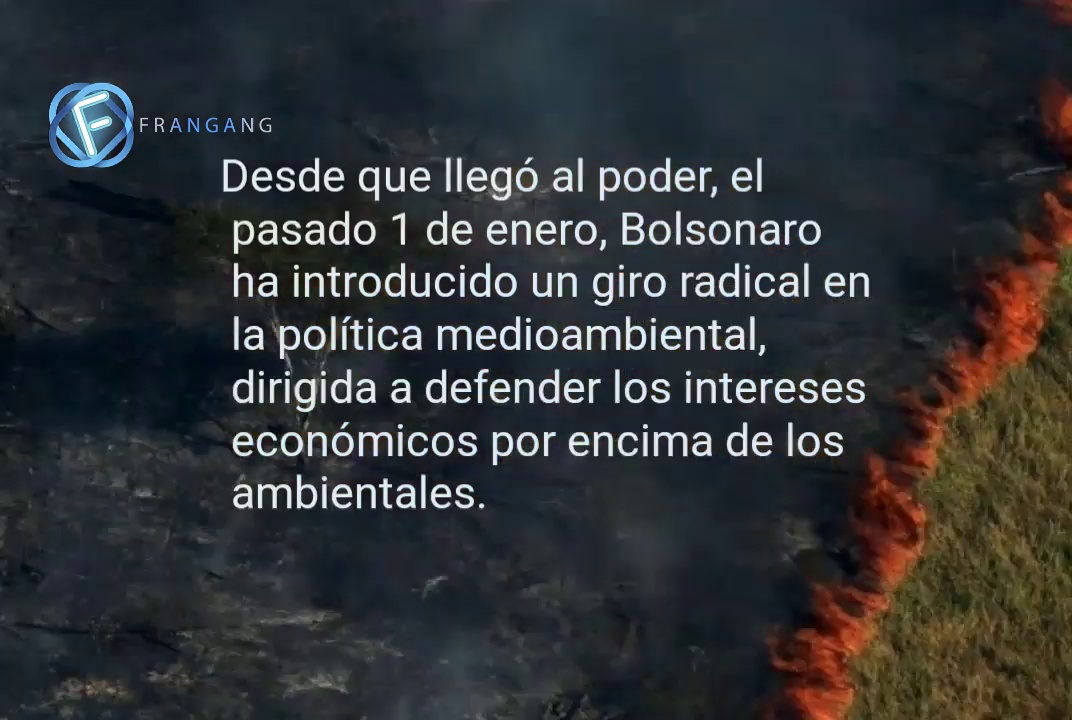 FRANGANG
Desde que llegó al poder, el
pasado 1 de enero, Bolsonaro
ha introducido un giro radical en
la política medioambiental,
dirigida a defender los intereses
económicos por encima de los
ambientales.